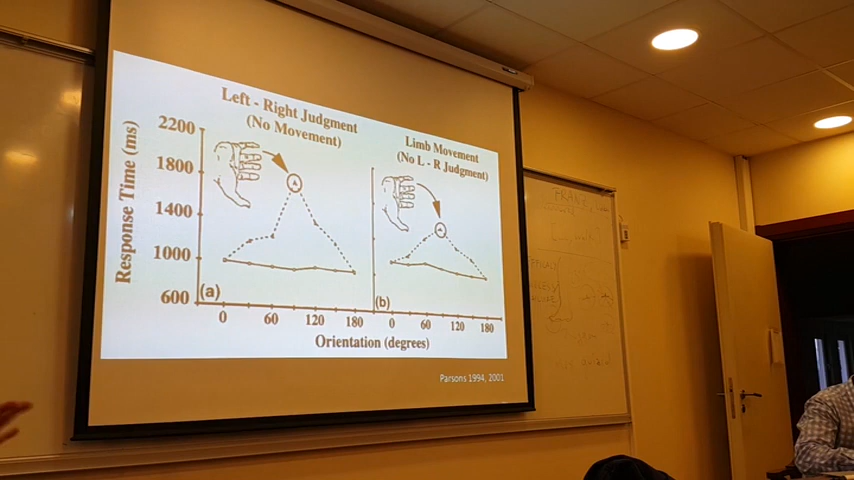 Left - Right Judgment
(No Movement)
Limb Movement
(No L - R Judgment)
Response Time (ms)
2200
1800
1400
1000
600
(a)
(b)
0
60
120
180
0
60
120
180
Orientation (degrees)
Parsons 1994, 2001